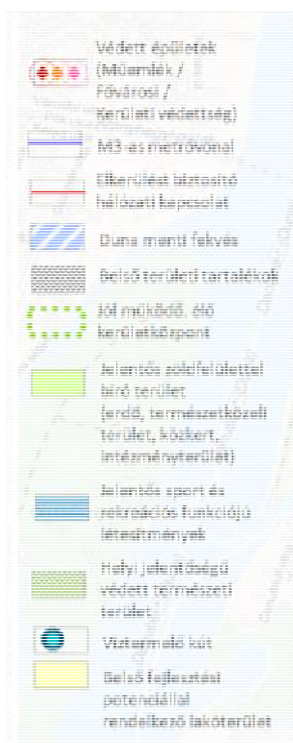 Védett épületek
(Műemlék /
Fővárosi /
Kerületi védettség)
M3-as metróvonal
Elkerülést biztosító
hálózati kapcsolat
Duna menti fekvés
Belső területi tartalékok
Jól működő, élő
kerületközpont
Jelentős zöldfelülettel
bíró terület
(erdő, természetközeli
terület, közkert,
intézményterület)
Jelentős sport és
rekreációs funkciójú
létesítmények
Helyi jelentőségű
védett természeti
terület
Víztermelő kút
Belső fejlesztési
potenciállal
rendelkező lakóterület